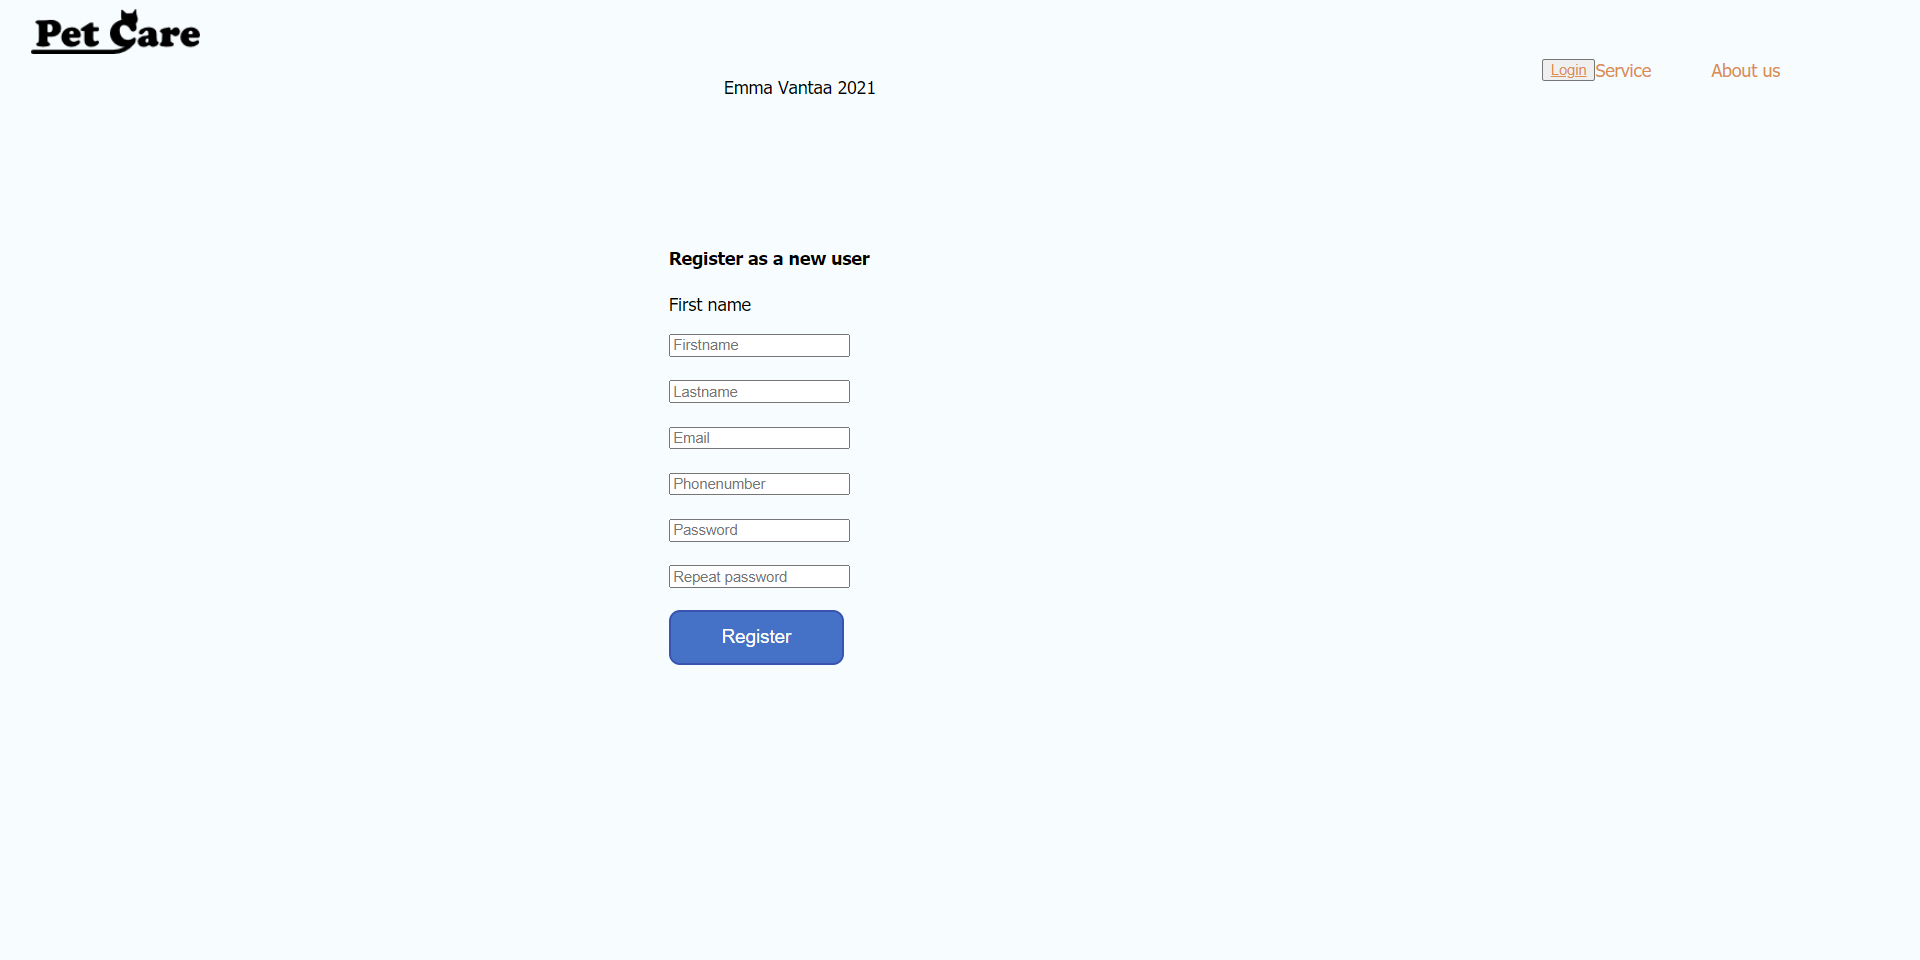 Pet Care
Login Service About us
Emma Vantaa 2021
Register as a new user
First name
Firstname
Lastname
Email
Phonenumber
Password
Repeat password
Register